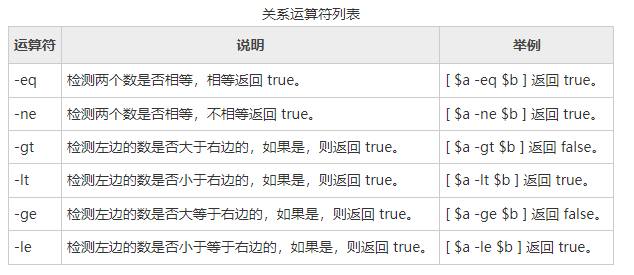 关系运算符列表
运算符 说明 举例
-eq 检测两个数是否相等，相等返回 true。 [ $a -eq $b ] 返回 true。
-ne 检测两个数是否相等，不相等返回 true。 [ $a -ne $b ] 返回 true。
-gt 检测左边的数是否大于右边的，如果是，则返回 true。 [ $a -gt $b ] 返回 false。
-lt 检测左边的数是否小于右边的，如果是，则返回 true。 [ $a -lt $b ] 返回 true。
-ge 检测左边的数是否大等于右边的，如果是，则返回 true。 [ $a -ge $b ] 返回 false。
-le 检测左边的数是否小于等于右边的，如果是，则返回 true。 [ $a -le $b ] 返回 true。